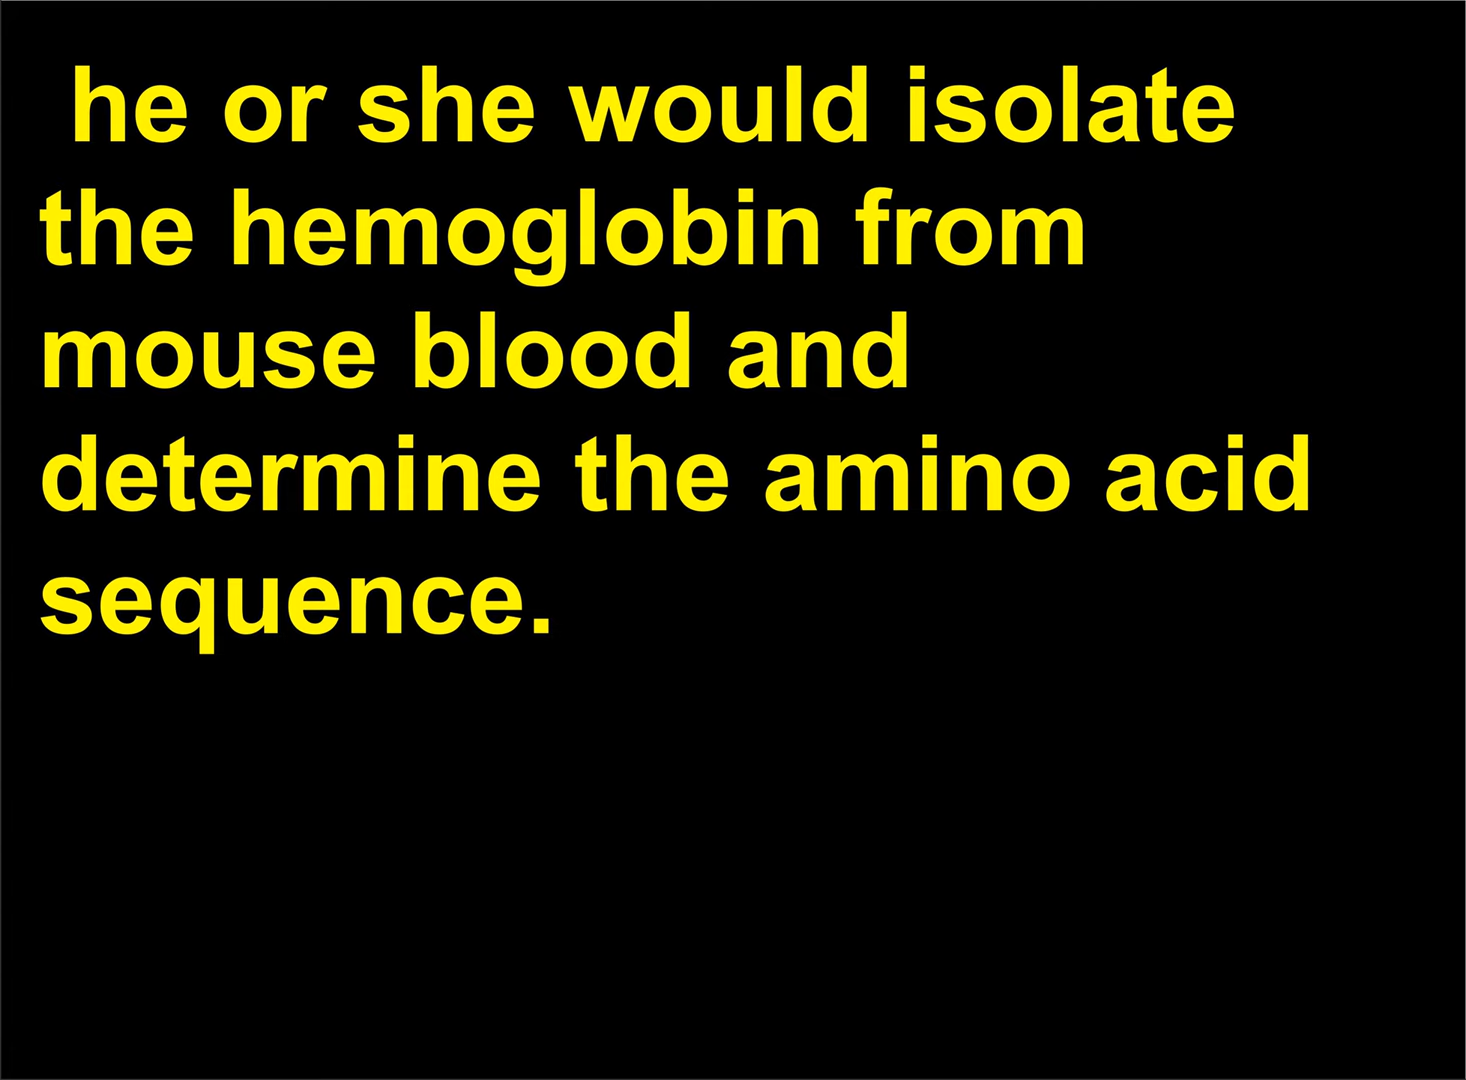 he or she would isolate
the hemoglobin from
mouse blood and
determine the amino acid
sequence.